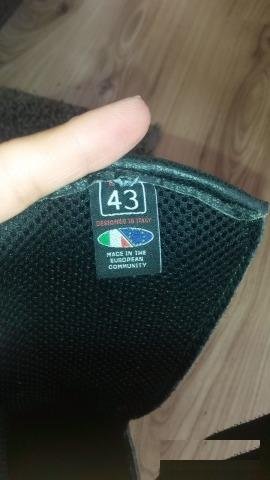 43
DESIGNED IN ITALY
MADE IN THE
EUROPEAN
COMMUNITY